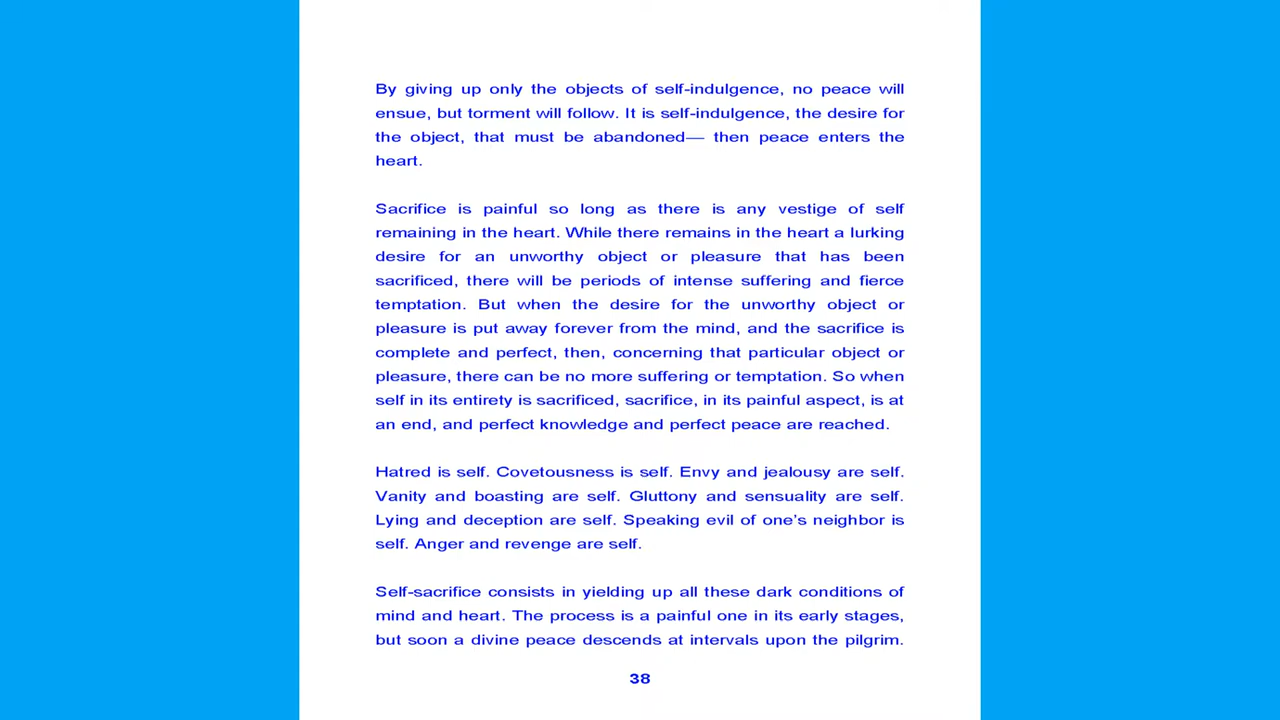 By giving up only the objects of self-indulgence, no peace will
ensue, but torment will follow. It is self-indulgence, the desire for
the object, that must be abandoned— then peace enters the
heart.
Sacrifice is painful so long as there is any vestige of self
remaining in the heart. While there remains in the heart a lurking
desire for an unworthy object or pleasure that has been
sacrificed, there will be periods of intense suffering and fierce
temptation. But when the desire for the unworthy object or
pleasure is put away forever from the mind, and the sacrifice is
complete and perfect, then, concerning that particular object or
pleasure, there can be no more suffering or temptation. So when
self in its entirety is sacrificed, sacrifice, in its painful aspect, is at
an end, and perfect knowledge and perfect peace are reached.
Hatred is self. Covetousness is self. Envy and jealousy are self.
Vanity and boasting are self. Gluttony and sensuality are self.
Lying and deception are self. Speaking evil of one's neighbor is
self. Anger and revenge are self.
Self-sacrifice consists in yielding up all these dark conditions of
mind and heart. The process is a painful one in its early stages,
but soon a divine peace descends at intervals upon the pilgrim.
38